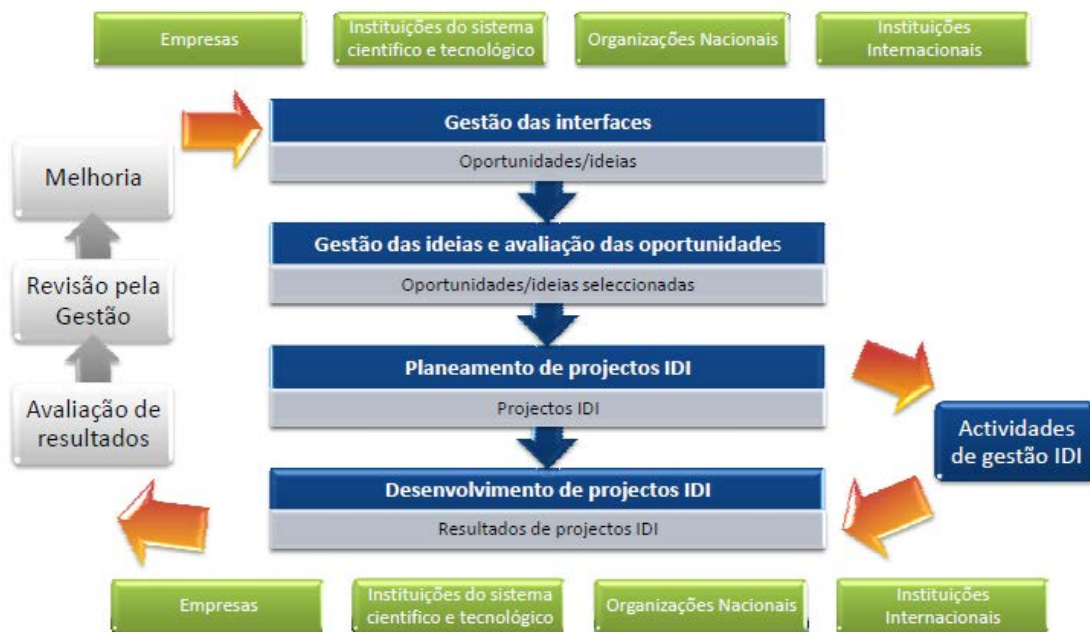 Empresas
Instituições do sistema
cientifico e tecnológico
Organizações Nacionais
Instituições
Internacionais
Gestão das interfaces
Oportunidades/ideias
Melhoria
Gestão das ideias e avaliação das oportunidades
Oportunidades/ideias seleccionadas
Revisão pela
Gestão
Planeamento de projectos IDI
Projectos IDI
Avaliação de
resultados
Actividades
de gestão IDI
Desenvolvimento de projectos IDI
Resultados de projectos IDI
Empresas
Instituições do sistema
cientifico e tecnológico
Organizações Nacionais
Instituições
Internacionais